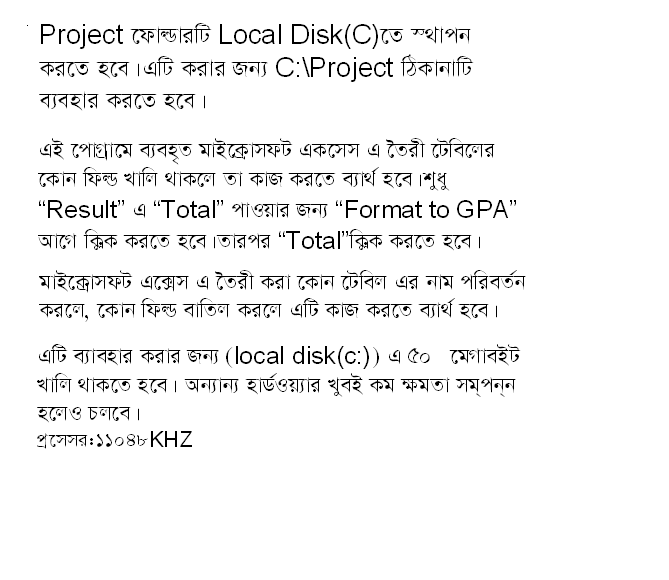 Project ফোল্ডারটি Local Disk(C)তে স্থাপন
করতে হবে।এটি করার জন্য C:\Project ঠিকানাটি
ব্যবহার করতে হবে।
এই পোগ্রামে ব্যবহৃত মাইক্রোসফট একসেস এ তৈরী টেবিলের
কোন ফিল্ড খালি থাকলে তা কাজ করতে ব্যার্থ হবে।শুধু
“Result” এ “Total” পাওয়ার জন্য “Format to GPA”
আগে ক্লিক করতে হবে।তারপর “Total”ক্লিক করতে হবে।
মাইক্রোসফট এক্সেস এ তৈরী করা কোন টেবিল এর নাম পরিবর্তন
করলে, কোন ফিল্ড বাতিল করলে এটি কাজ করতে ব্যার্থ হবে।
এটি ব্যাবহার করার জন্য (local disk(c:)) এ ৫০ মেগাবইট
খালি থাকতে হবে। অন্যান্য হার্ডওয়্যার খুবই কম ক্ষমতা সম্পন্ন
হলেও চলবে।
প্রসেসর:১১০৪৮KHZ